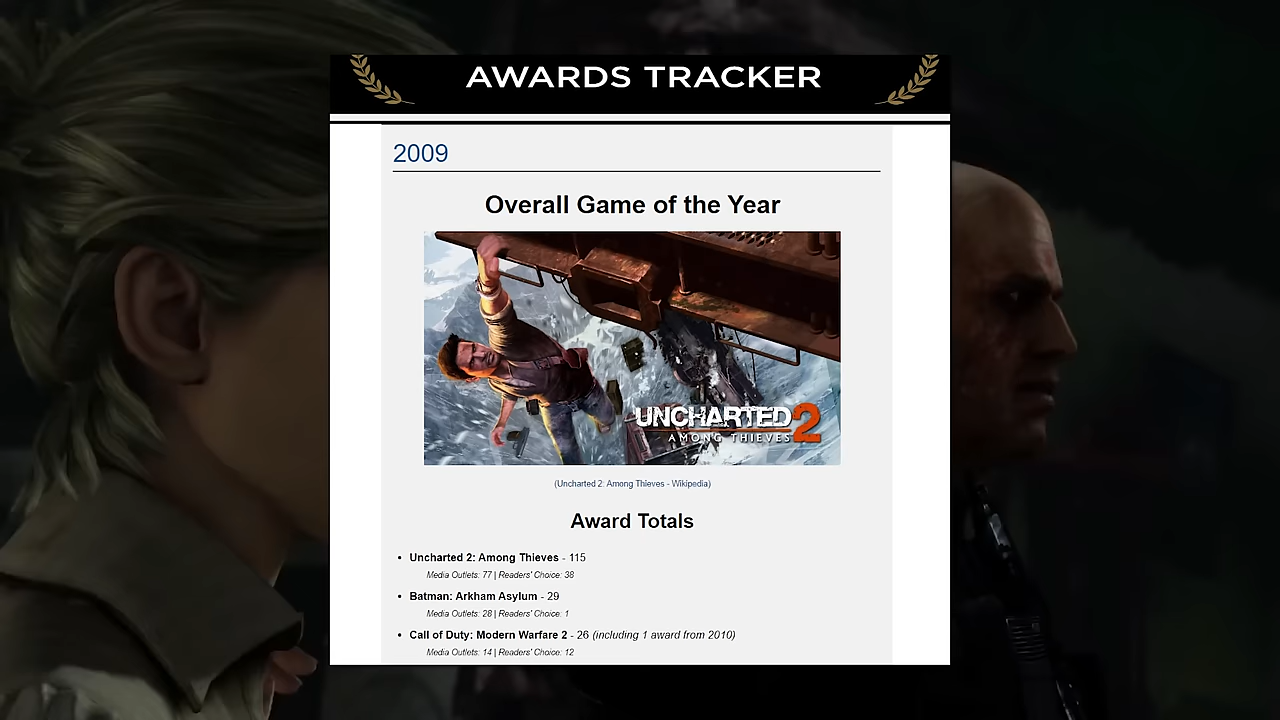 AWARDS TRACKER
2009
Overall Game of the Year
UNCHARTED 2
AMONG THIEVES
(Uncharted 2: Among Thieves - Wikipedia)
Award Totals
• Uncharted 2: Among Thieves - 115
Media Outlets: 77 | Readers' Choice: 38
• Batman: Arkham Asylum - 29
Media Outlets: 28 | Readers' Choice: 1
• Call of Duty: Modern Warfare 2 - 26 (including 1 award from 2010)
Media Outlets: 14 | Readers' Choice: 12